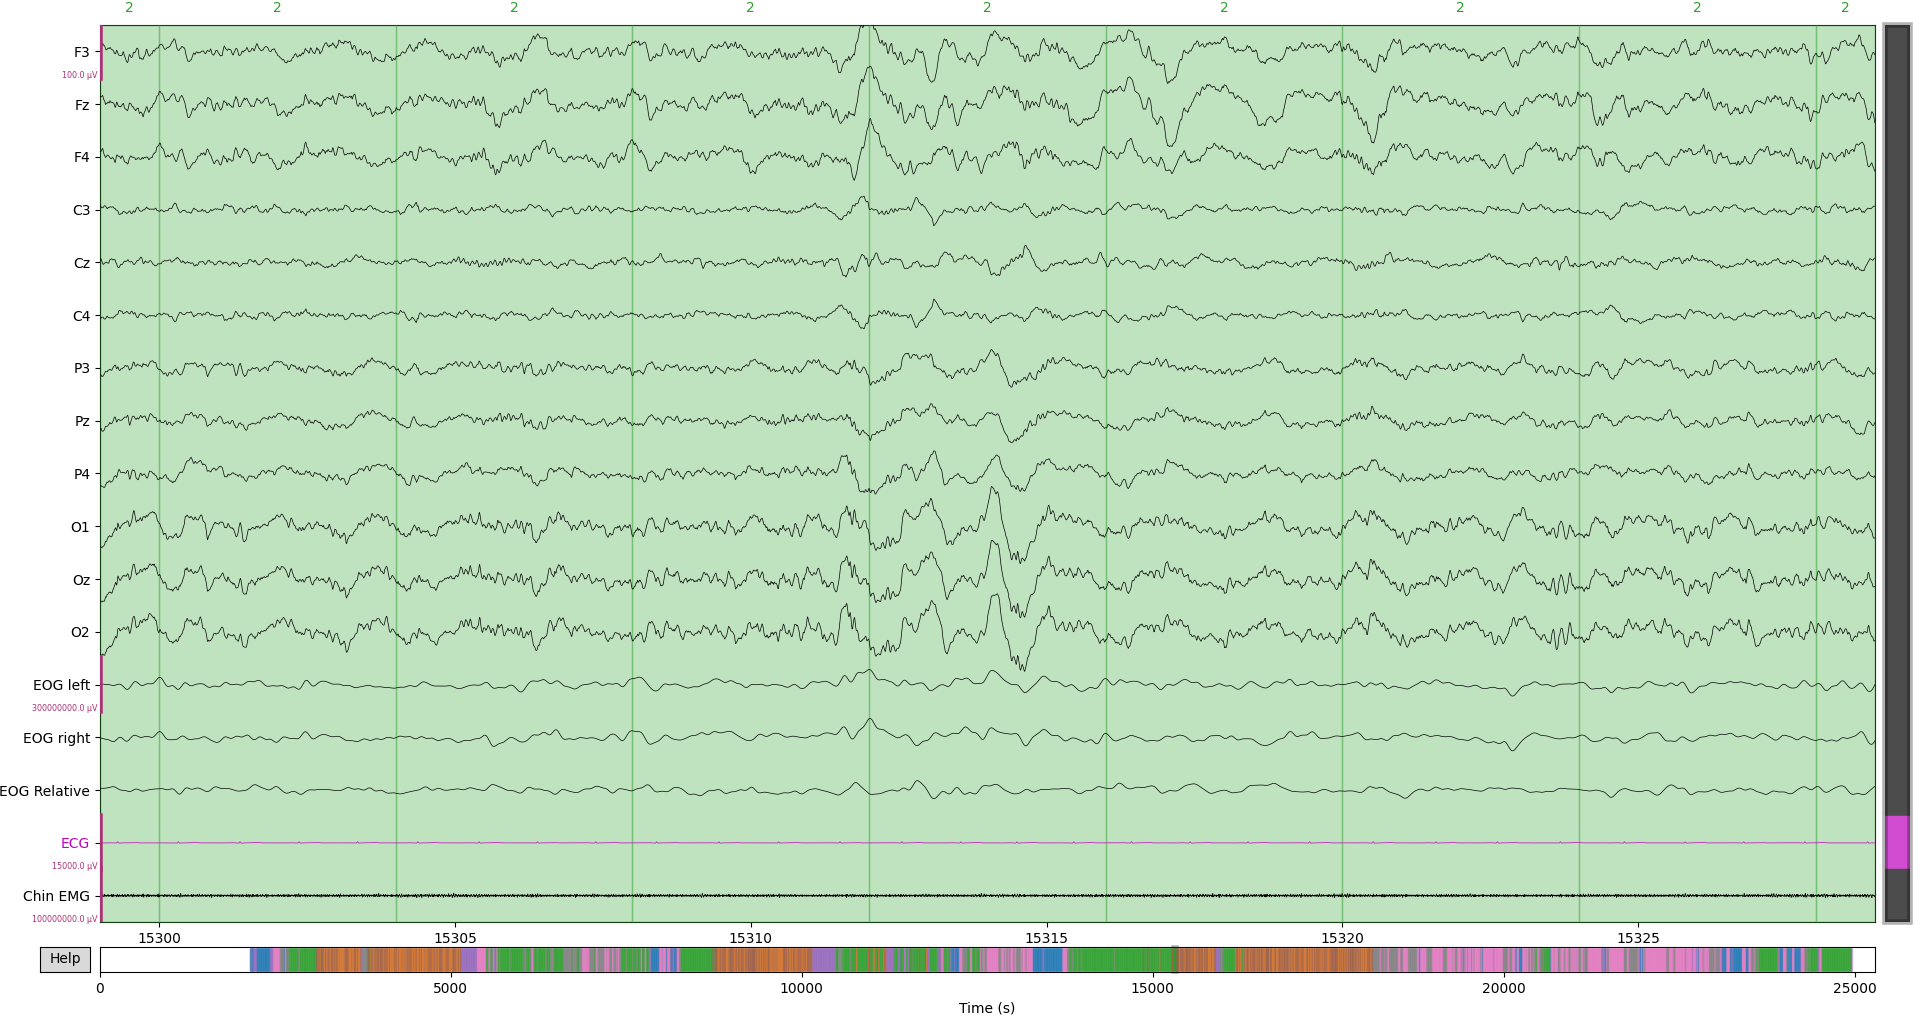 2 2 2 2 2 2 2 2
F3
100.0 µV
Fz
F4
C3
Cz
C4
P3
Pz
P4
O1
Oz
O2
EOG left
300000000.0 µV
EOG right
EOG Relative
ECG
15000.0 µV
Chin EMG
100000000.0 µV
15300 15305 15310 15315 15320 15325
Help
0 5000 10000 15000 20000 25000
Time (s)